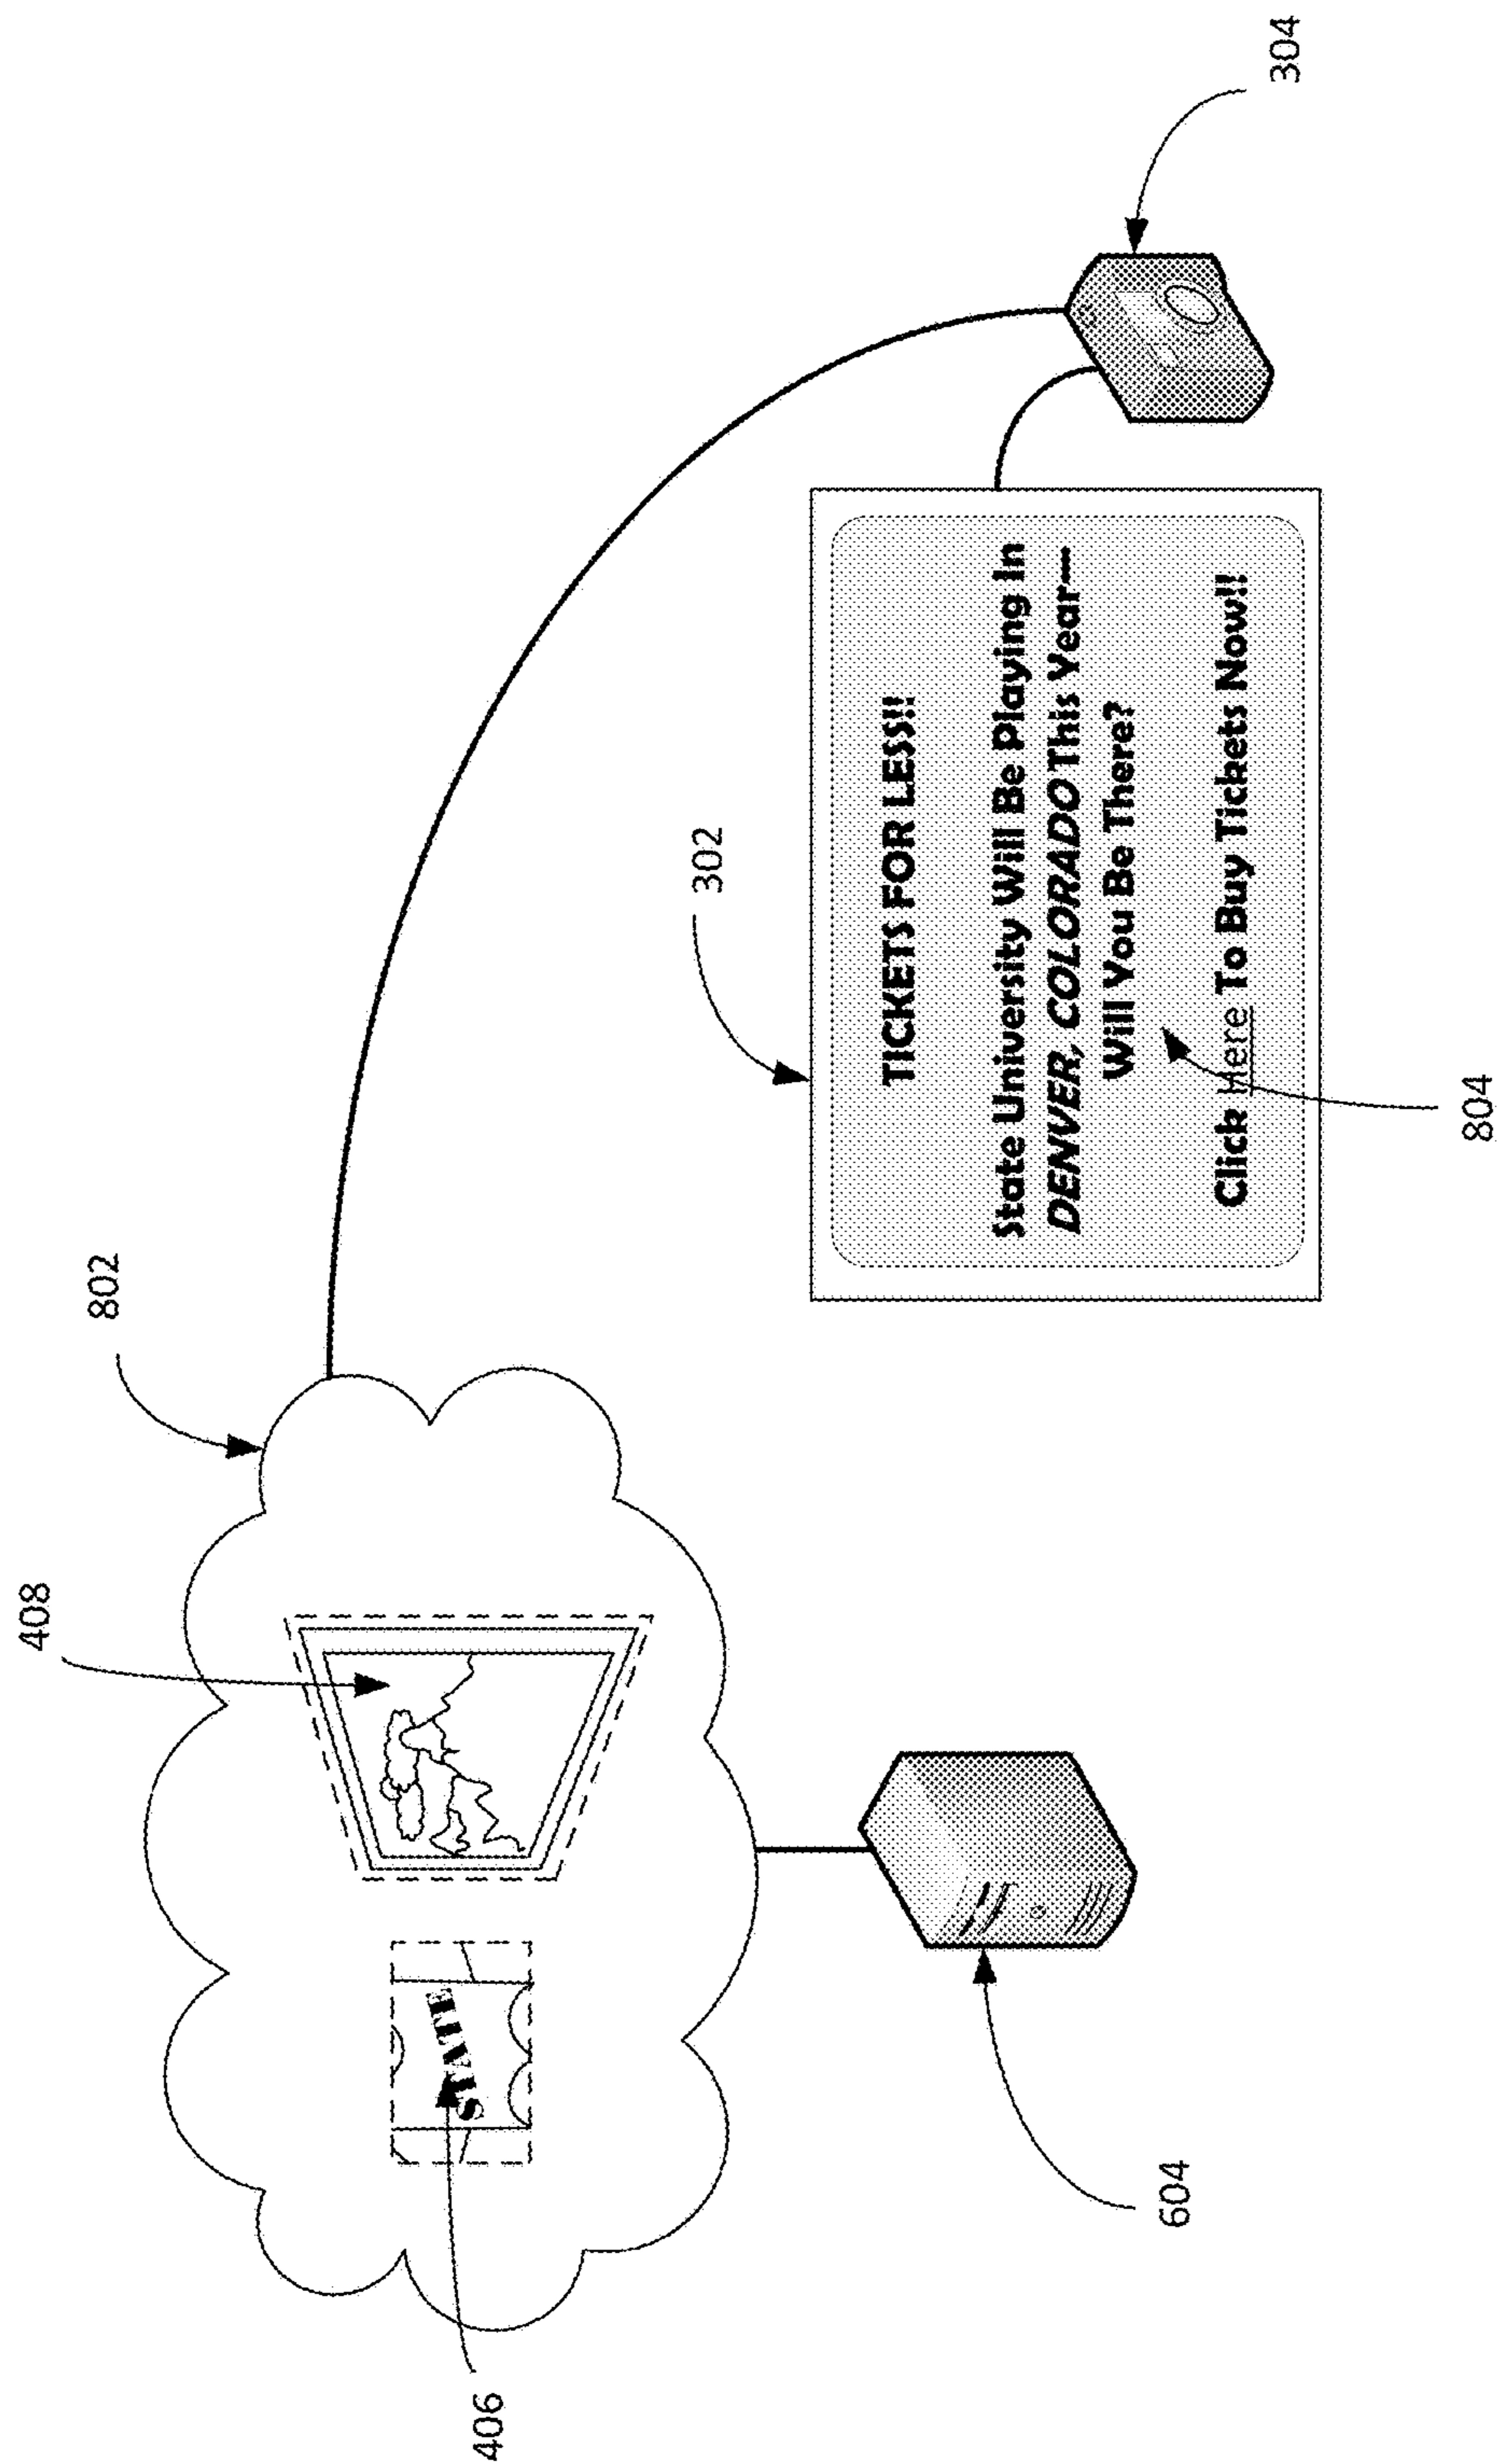 408
802
STATE
406
302
TICKETS FOR LESS!!
State University Will Be Playing In
DENVER, COLORADO This Year—
Will You Be There?
Click Here To Buy Tickets Now!!
604
304
804